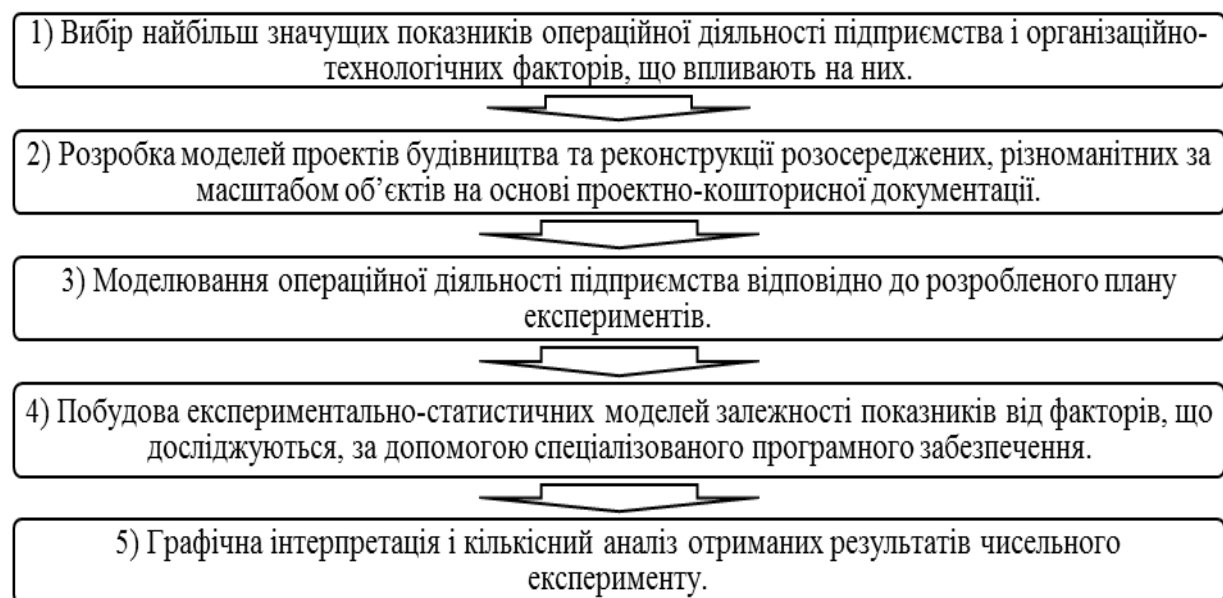 1) Вибір найбільш значущих показників операційної діяльності підприємства і організаційно-
технологічних факторів, що впливають на них.
2) Розробка моделей проектів будівництва та реконструкції розосереджених, різноманітних за
масштабом об’єктів на основі проектно-кошторисної документації.
3) Моделювання операційної діяльності підприємства відповідно до розробленого плану
експериментів.
4) Побудова експериментально-статистичних моделей залежності показників від факторів, що
досліджуються, за допомогою спеціалізованого програмного забезпечення.
5) Графічна інтерпретація і кількісний аналіз отриманих результатів чисельного
експерименту.